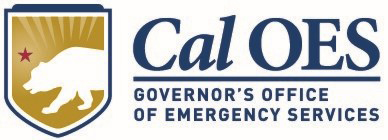 Cal OES
GOVERNOR'S OFFICE
OF EMERGENCY SERVICES